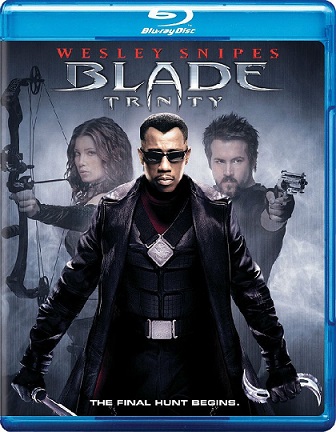 Blu-ray Disc
WESLEY SNIPES
BLADE
TRINITY
THE FINAL HUNT BEGINS.